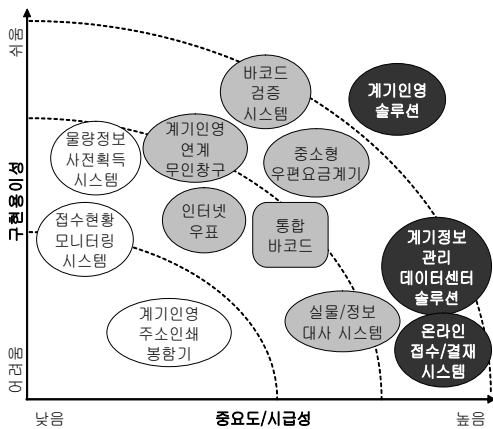 쉬움
구현용이성
어려움
바코드
검증
시스템
계기인영
솔루션
물량정보
사전획득
시스템
계기인영
연계
무인창구
중소형
우편요금계기
접수현황
모니터링
시스템
인터넷
우표
통합
바코드
계기정보
관리
데이터센터
솔루션
계기인영
주소인쇄
봉함기
실물/정보
대사 시스템
온라인
접수/결재
시스템
낮음
중요도/시급성
높음